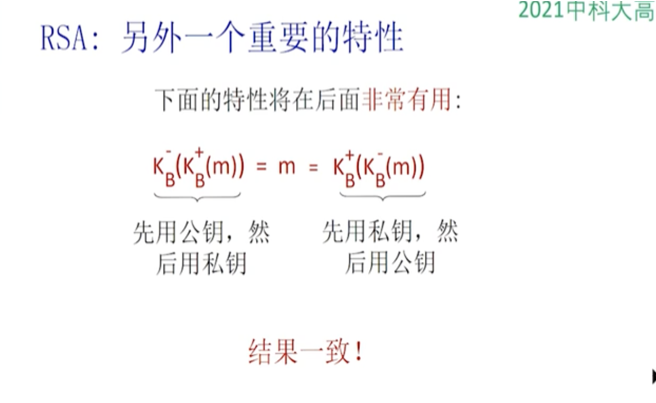 2021中科大高
RSA: 另外一个重要的特性
下面的特性将在后面非常有用:
K_B^-(K_B^+(m)) = m = K_B^+(K_B^-(m))
先用公钥，然 先用私钥，然
后用私钥 后用公钥
结果一致!